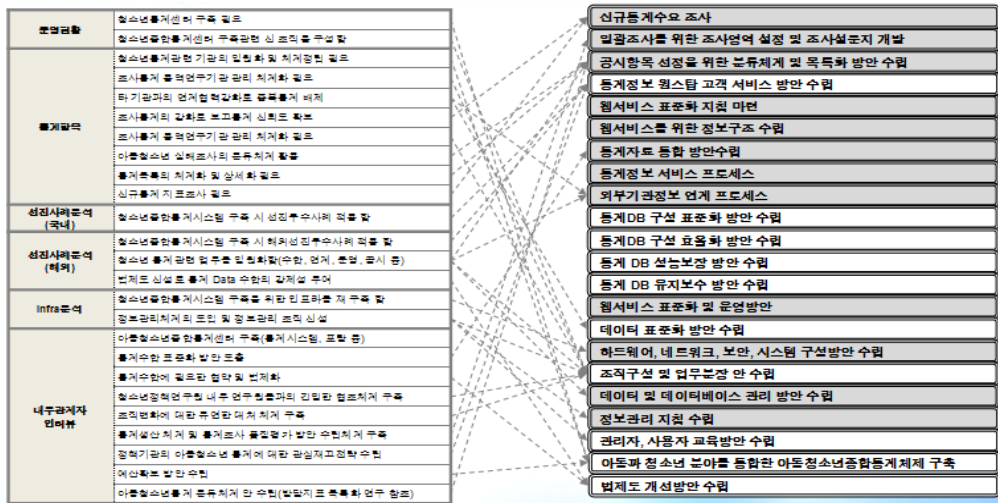 운영현황
청소년통계센터 구축 필요
청소년종합통계센터 구축관련 신 조직을 구성 함
통계항목
청소년통계관련 기관의 일원화 및 체계정립 필요
조사통계 용역연구기관 관리 체계화 필요
타 기관과의 연계협력강화로 중복통계 배제
조사통계의 강화로 보고통계 신뢰도 확보
조사통계 용역연구기관 관리 체계화 필요
아동청소년 실태조사의 분류체계 활용
통계목록의 체계화 및 상세화 필요
신규통계 지표조사 필요
선진사례분석
(국내)
청소년종합통계시스템 구축 시 선진우수사례 적용 함
선진사례분석
(해외)
청소년종합통계시스템 구축 시 해외선진우수사례 적용 함
청소년 통계관련 업무를 일원화함(수합, 연계, 운영, 공시 등)
법제도 신설로 통계 Data 수합의 강제성 부여
Infra분석
청소년종합통계시스템 구축을 위한 인프라를 재 구축 함
정보관리체계의 도입 및 정보관리 조직 신설
내부관계자
인터뷰
아동청소년종합통계센터 구축(통계시스템, 포탈 등)
통계수합 표준화 방안 도출
통계수합에 필요한 협약 및 법제화
청소년정책연구원 내부 연구원들과의 긴밀한 협조체계 구축
조직변화에 대한 유연한 대처 체계 구축
통계생산 체계 및 통계조사 품질평가 방안 수립체계 구축
정책기관의 아동청소년 통계에 대한 관심재고전략 수립
예산확보 방안 수립
아동청소년통계 분류체계 안 수립(발달지표 목록화 연구 참조)
신규통계수요 조사
일괄조사를 위한 조사영역 설정 및 조사설문지 개발
공시항목 선정을 위한 분류체계 및 목록화 방안 수립
통계정보 원스탑 고객 서비스 방안 수립
웹서비스 표준화 지침 마련
웹서비스를 위한 정보구조 수립
통계자료 통합 방안수립
통계정보 서비스 프로세스
외부기관정보 연계 프로세스
통계DB 구성 표준화 방안 수립
통계DB 구성 효율화 방안 수립
통계 DB 성능보장 방안 수립
통계 DB 유지보수 방안 수립
웹서비스 표준화 및 운영방안
데이터 표준화 방안 수립
하드웨어, 네트워크, 보안, 시스템 구성방안 수립
조직구성 및 업무분장 안 수립
데이터 및 데이터베이스 관리 방안 수립
정보관리 지침 수립
관리자, 사용자 교육방안 수립
아동과 청소년 분야를 통합한 아동청소년종합통계체제 구축
법제도 개선방안 수립